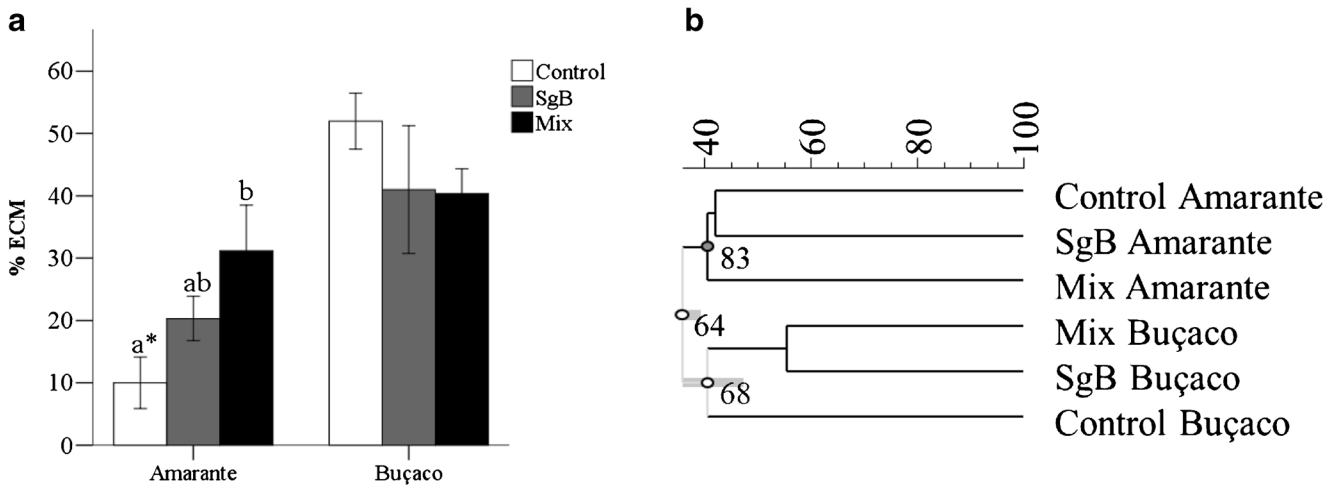 a
b
60
50
40
30
20
10
0
% ECM
Control
SgB
Mix
a*
ab
b
Amarante
Buçaco
40
60
80
100
Control Amarante
SgB Amarante
83
Mix Amarante
64
Mix Buçaco
SgB Buçaco
68
Control Buçaco